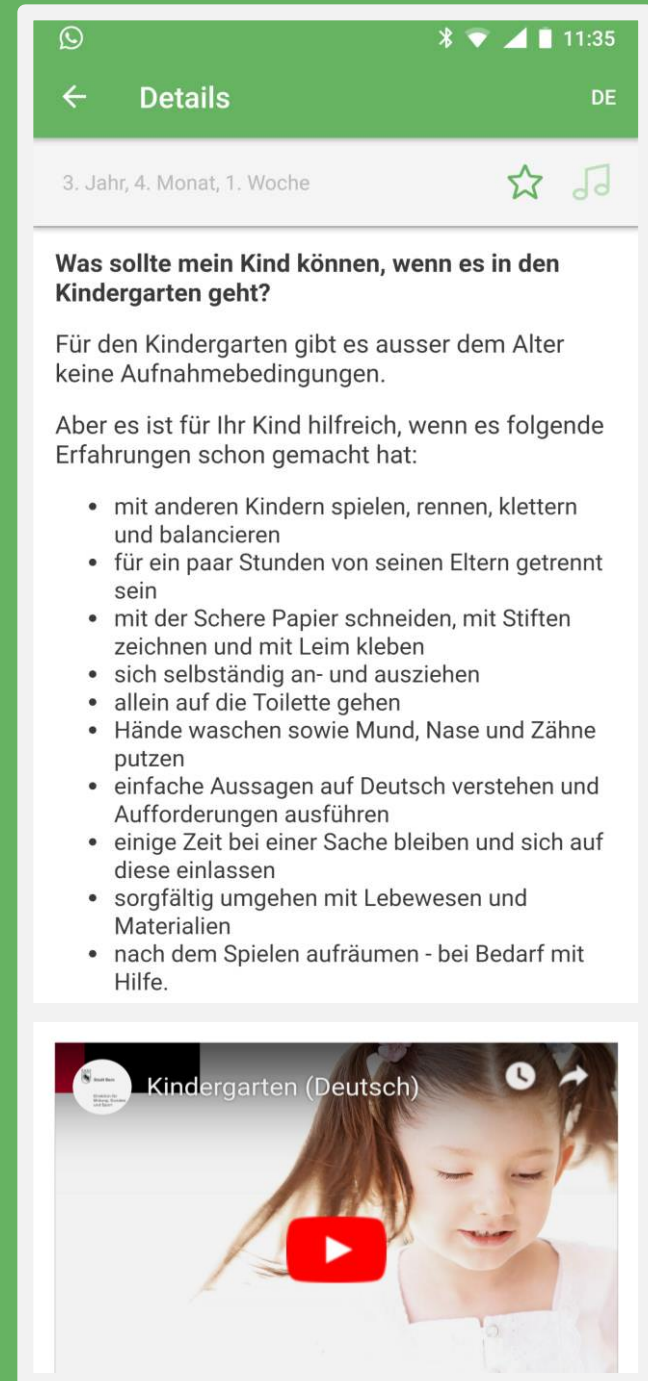 11:35
Details
DE
3. Jahr, 4. Monat, 1. Woche
Was sollte mein Kind können, wenn es in den
Kindergarten geht?
Für den Kindergarten gibt es ausser dem Alter
keine Aufnahmebedingungen.
Aber es ist für Ihr Kind hilfreich, wenn es folgende
Erfahrungen schon gemacht hat:
• mit anderen Kindern spielen, rennen, klettern
und balancieren
• für ein paar Stunden von seinen Eltern getrennt
sein
• mit der Schere Papier schneiden, mit Stiften
zeichnen und mit Leim kleben
• sich selbständig an- und ausziehen
• allein auf die Toilette gehen
• Hände waschen sowie Mund, Nase und Zähne
putzen
• einfache Aussagen auf Deutsch verstehen und
Aufforderungen ausführen
• einige Zeit bei einer Sache bleiben und sich auf
diese einlassen
• sorgfältig umgehen mit Lebewesen und
Materialien
• nach dem Spielen aufräumen - bei Bedarf mit
Hilfe.
Kindergarten (Deutsch)